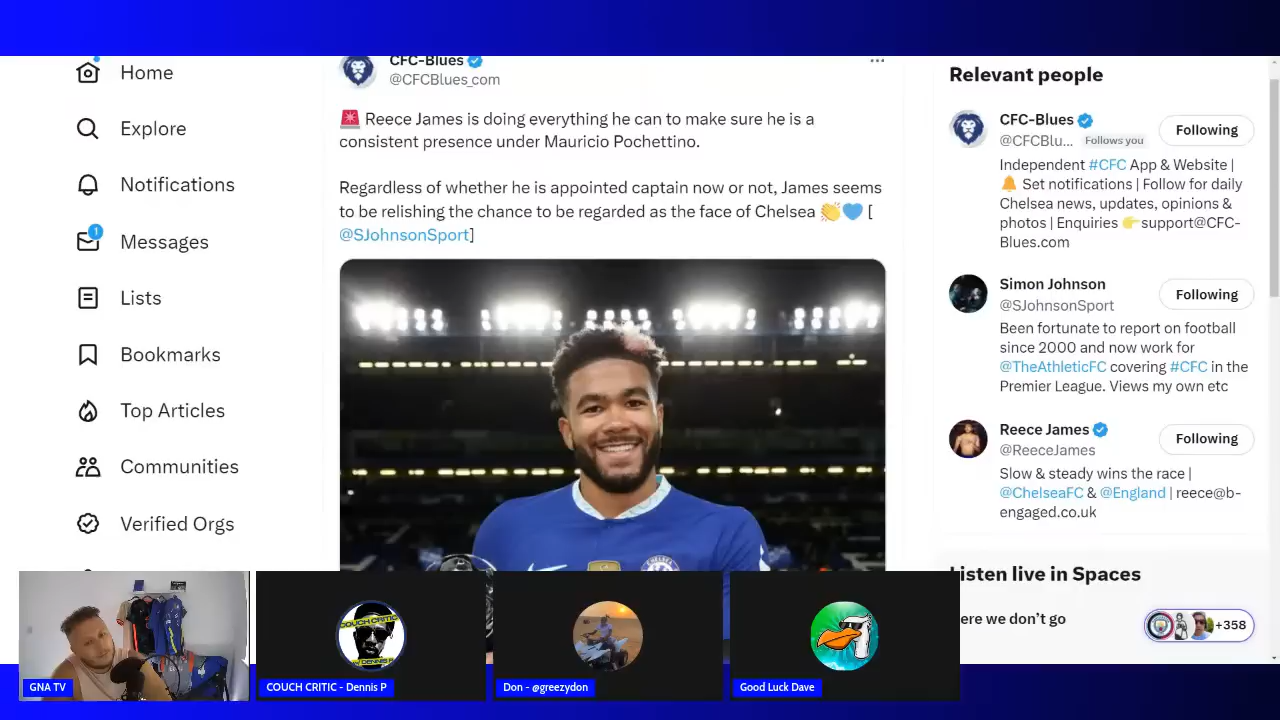 Home
Explore
Notifications
1
Messages
Lists
Bookmarks
Top Articles
Communities
Verified Orgs
CFC-Blues
@CFCBlues_com
🚨 Reece James is doing everything he can to make sure he is a
consistent presence under Mauricio Pochettino.
Regardless of whether he is appointed captain now or not, James seems
to be relishing the chance to be regarded as the face of Chelsea 👏💙 [
@SJohnsonSport]
Relevant people
CFC-Blues
Following
@CFCBlu... Follows you
Independent #CFC App & Website |
🔔 Set notifications | Follow for daily
Chelsea news, updates, opinions &
photos | Enquiries 👉support@CFC-
Blues.com
Simon Johnson
Following
@SJohnsonSport
Been fortunate to report on football
since 2000 and now work for
@TheAthleticFC covering #CFC in the
Premier League. Views my own etc
Reece James
Following
@ReeceJames
Slow & steady wins the race |
@ChelseaFC & @England | reece@b-
engaged.co.uk
Listen live in Spaces
ere we don't go
+358
COUCH CRITIC
GNA TV
COUCH CRITIC - Dennis P
Don - @greezydon
Good Luck Dave